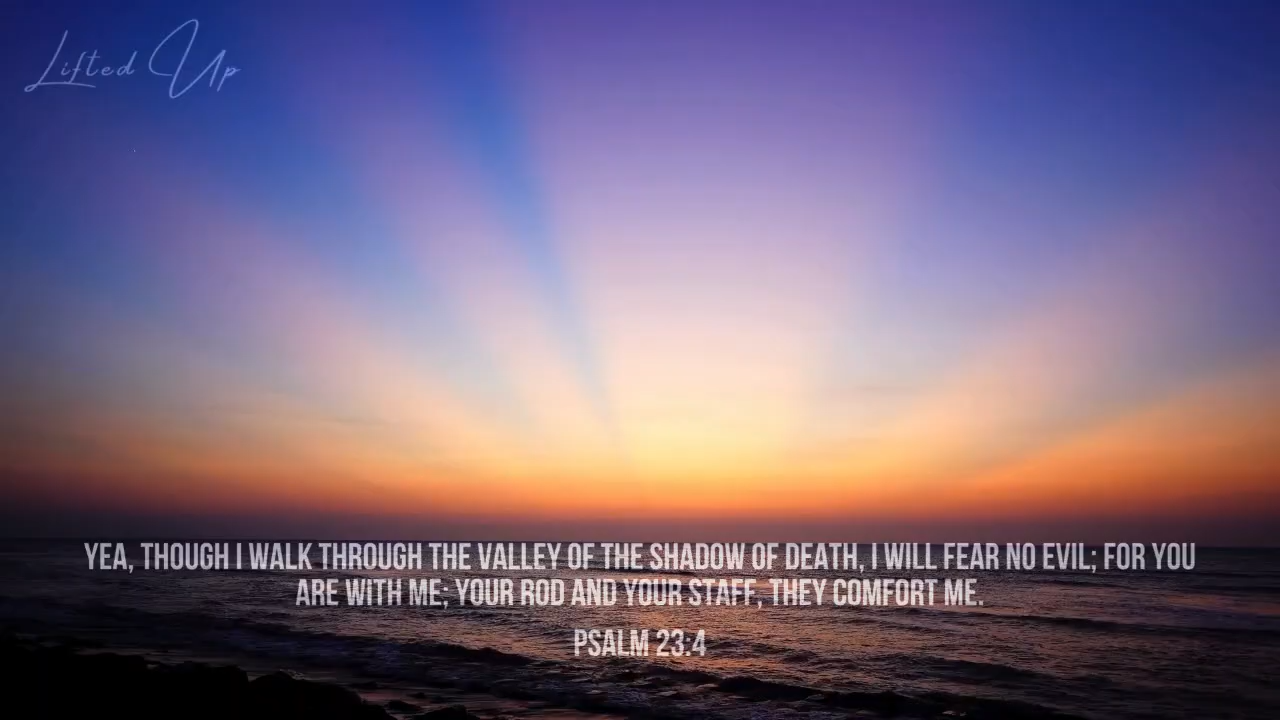 Lifted Up
YEA, THOUGH I WALK THROUGH THE VALLEY OF THE SHADOW OF DEATH, I WILL FEAR NO EVIL; FOR YOU
ARE WITH ME; YOUR ROD AND YOUR STAFF, THEY COMFORT ME.
PSALM 23:4